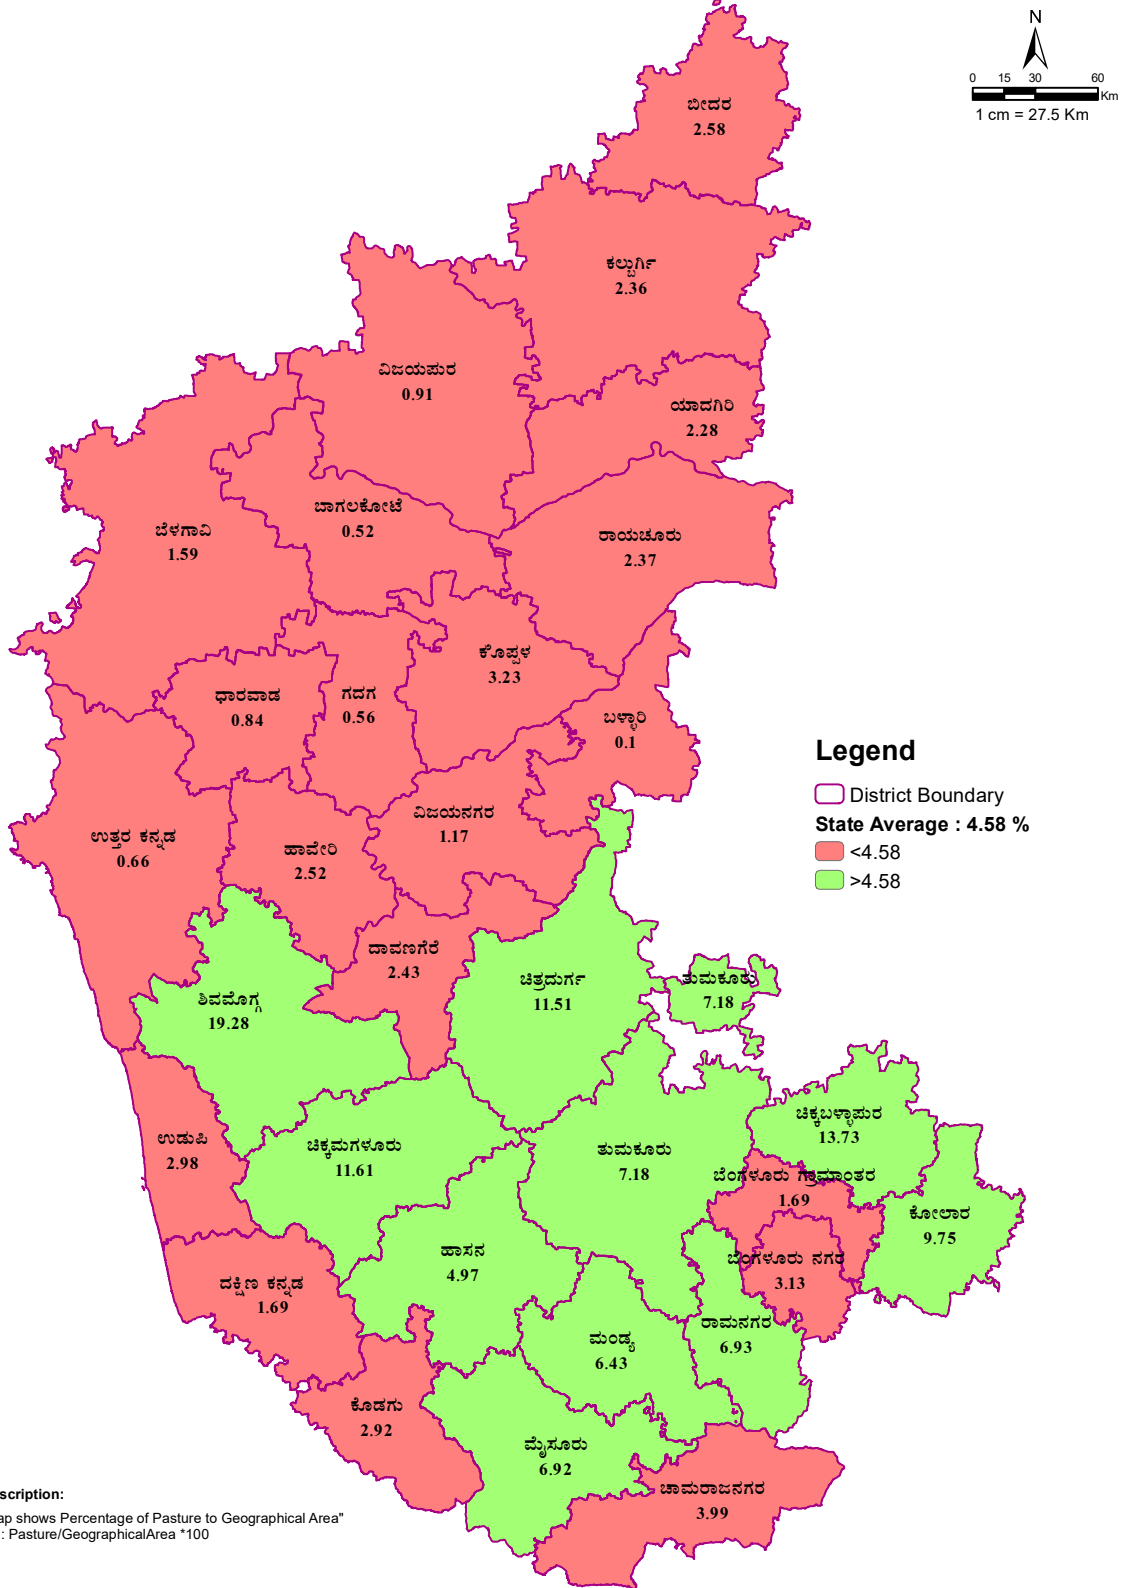 N
0 15 30 60
Km
1 cm = 27.5 Km
ಬೀದರ
2.58
ಕಲ್ಬುರ್ಗಿ
2.36
ವಿಜಯಪುರ
0.91
ಯಾದಗಿರಿ
2.28
ಬಾಗಲಕೋಟೆ
0.52
ಬೆಳಗಾವಿ
1.59
ರಾಯಚೂರು
2.37
ಕೊಪ್ಪಳ
3.23
ಧಾರವಾಡ
0.84
ಗದಗ
0.56
ಬಳ್ಳಾರಿ
0.1
ವಿಜಯನಗರ
1.17
ಉತ್ತರ ಕನ್ನಡ
0.66
ಹಾವೇರಿ
2.52
Legend
District Boundary
State Average : 4.58 %
<4.58
>4.58
ದಾವಣಗೆರೆ
2.43
ಚಿತ್ರದುರ್ಗ
11.51
ತುಮಕೂರು
7.18
ಶಿವಮೊಗ್ಗ
19.28
ಚಿಕ್ಕಬಳ್ಳಾಪುರ
13.73
ಉಡುಪಿ
2.98
ಚಿಕ್ಕಮಗಳೂರು
11.61
ತುಮಕೂರು
7.18
ಬೆಂಗಳೂರು ಗ್ರಾಮಾಂತರ
1.69
ಕೋಲಾರ
9.75
ಹಾಸನ
4.97
ಬೆಂಗಳೂರು ನಗರ
3.13
ದಕ್ಷಿಣ ಕನ್ನಡ
1.69
ರಾಮನಗರ
6.93
ಮಂಡ್ಯ
6.43
ಕೊಡಗು
2.92
ಮೈಸೂರು
6.92
ಚಾಮರಾಜನಗರ
3.99
scription:
ap shows Percentage of Pasture to Geographical Area"
: Pasture/GeographicalArea *100